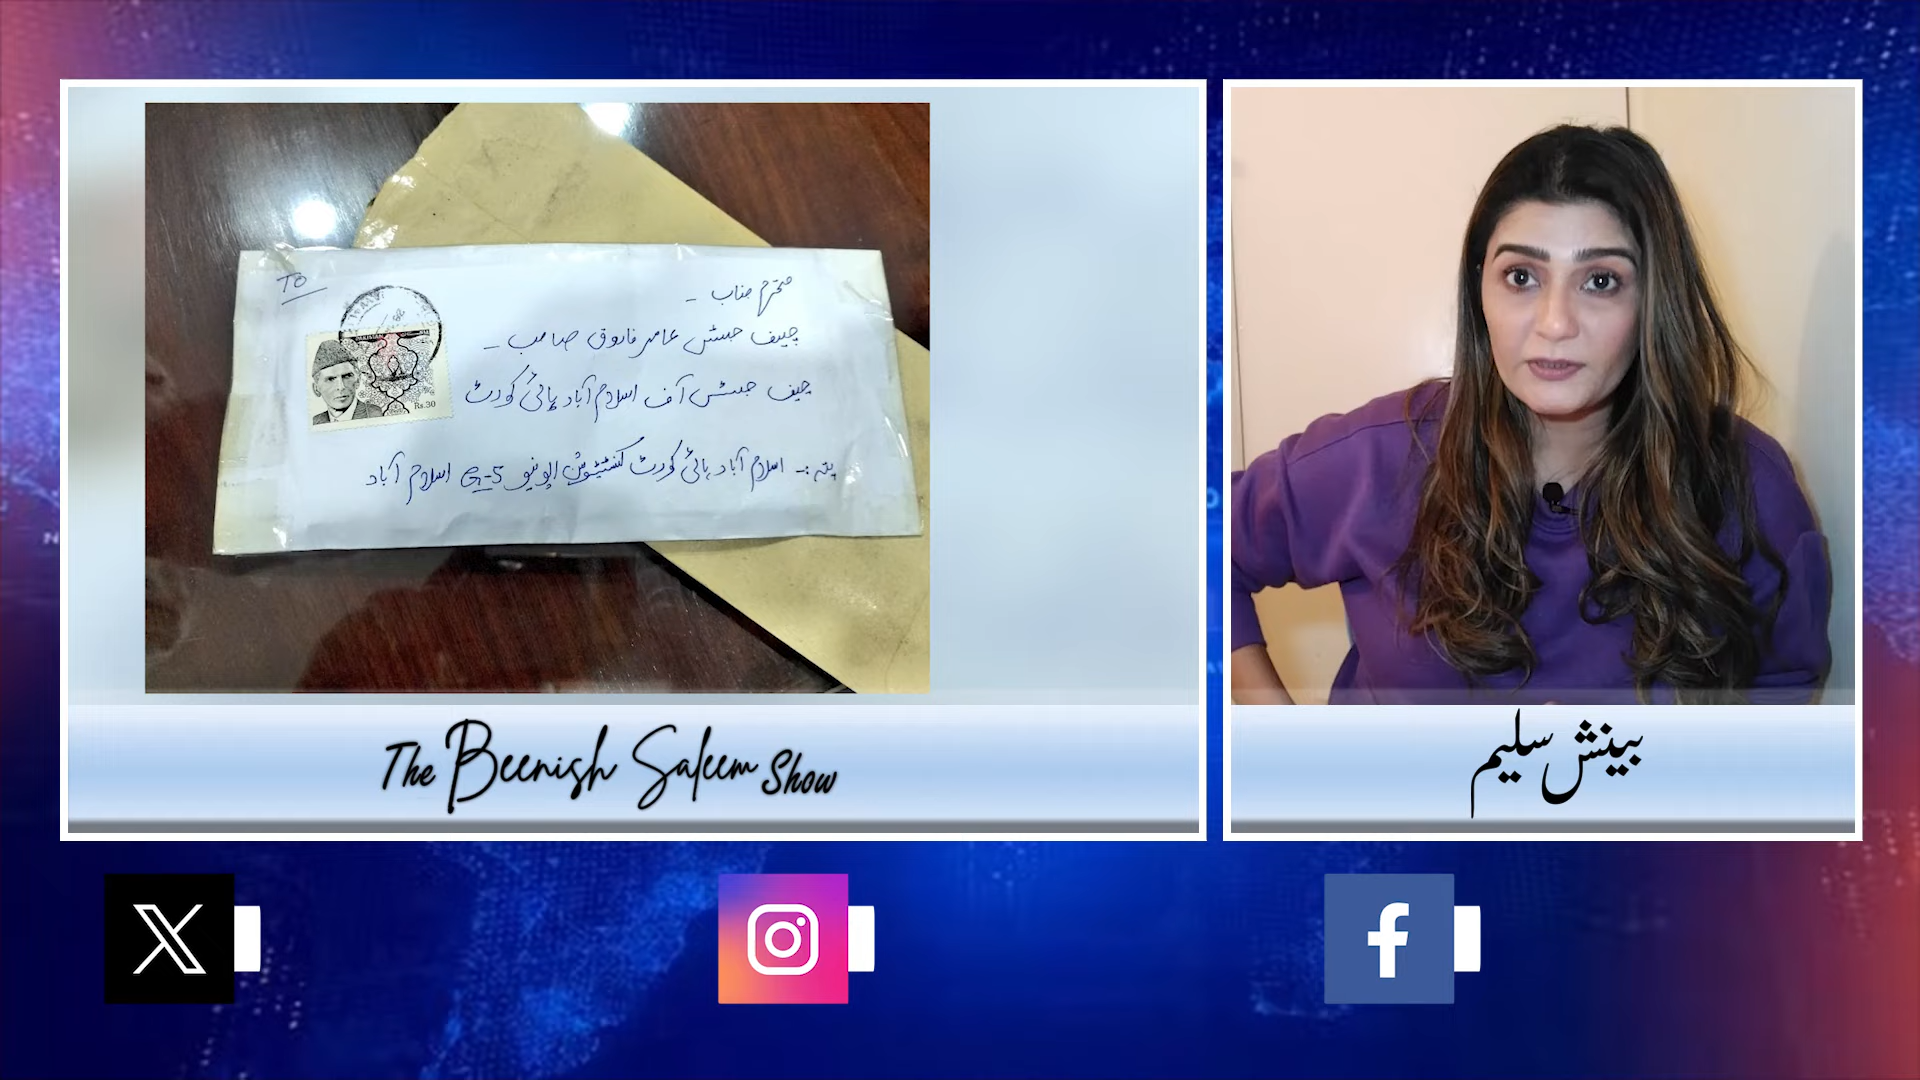 TO
محترم جناب -
چیف جسٹس عامر فاروق صاحب -
چیف جسٹس آف اسلام آباد ہائی کورٹ
پتہ :- اسلام آباد ہائی کورٹ کنسٹیٹیوشن ایونیو G-5 اسلام آباد
Rs.30
The Beenish Saleem Show
بینش سلیم